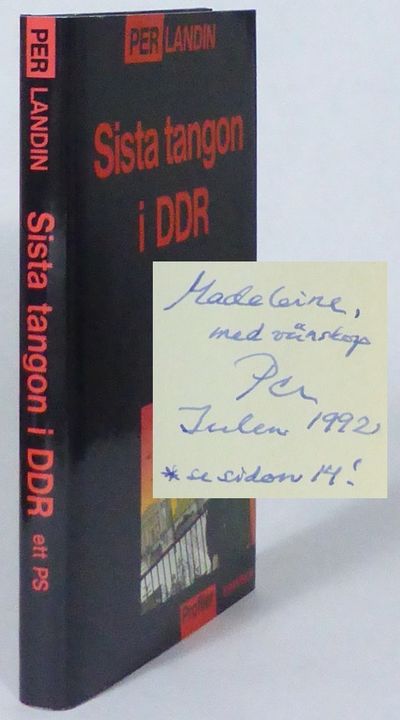 PER LANDIN
Sista tangon i DDR ett PS
PER LANDIN
Sista tangon
i DDR
Madeleine,
med vänskap
Per
Julen 1992
* se sidan 14!